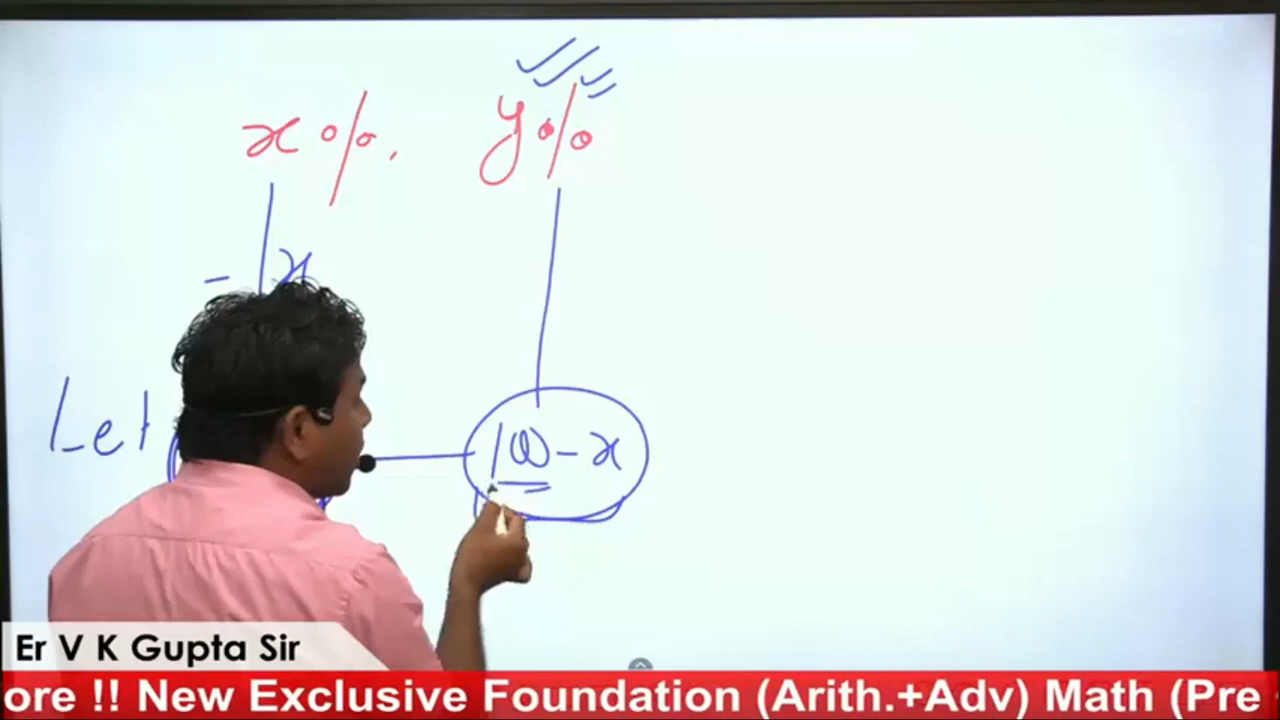 x%, y%
- x
Let 100-x
Er V K Gupta Sir
ore !! New Exclusive Foundation (Arith.+Adv) Math (Pre